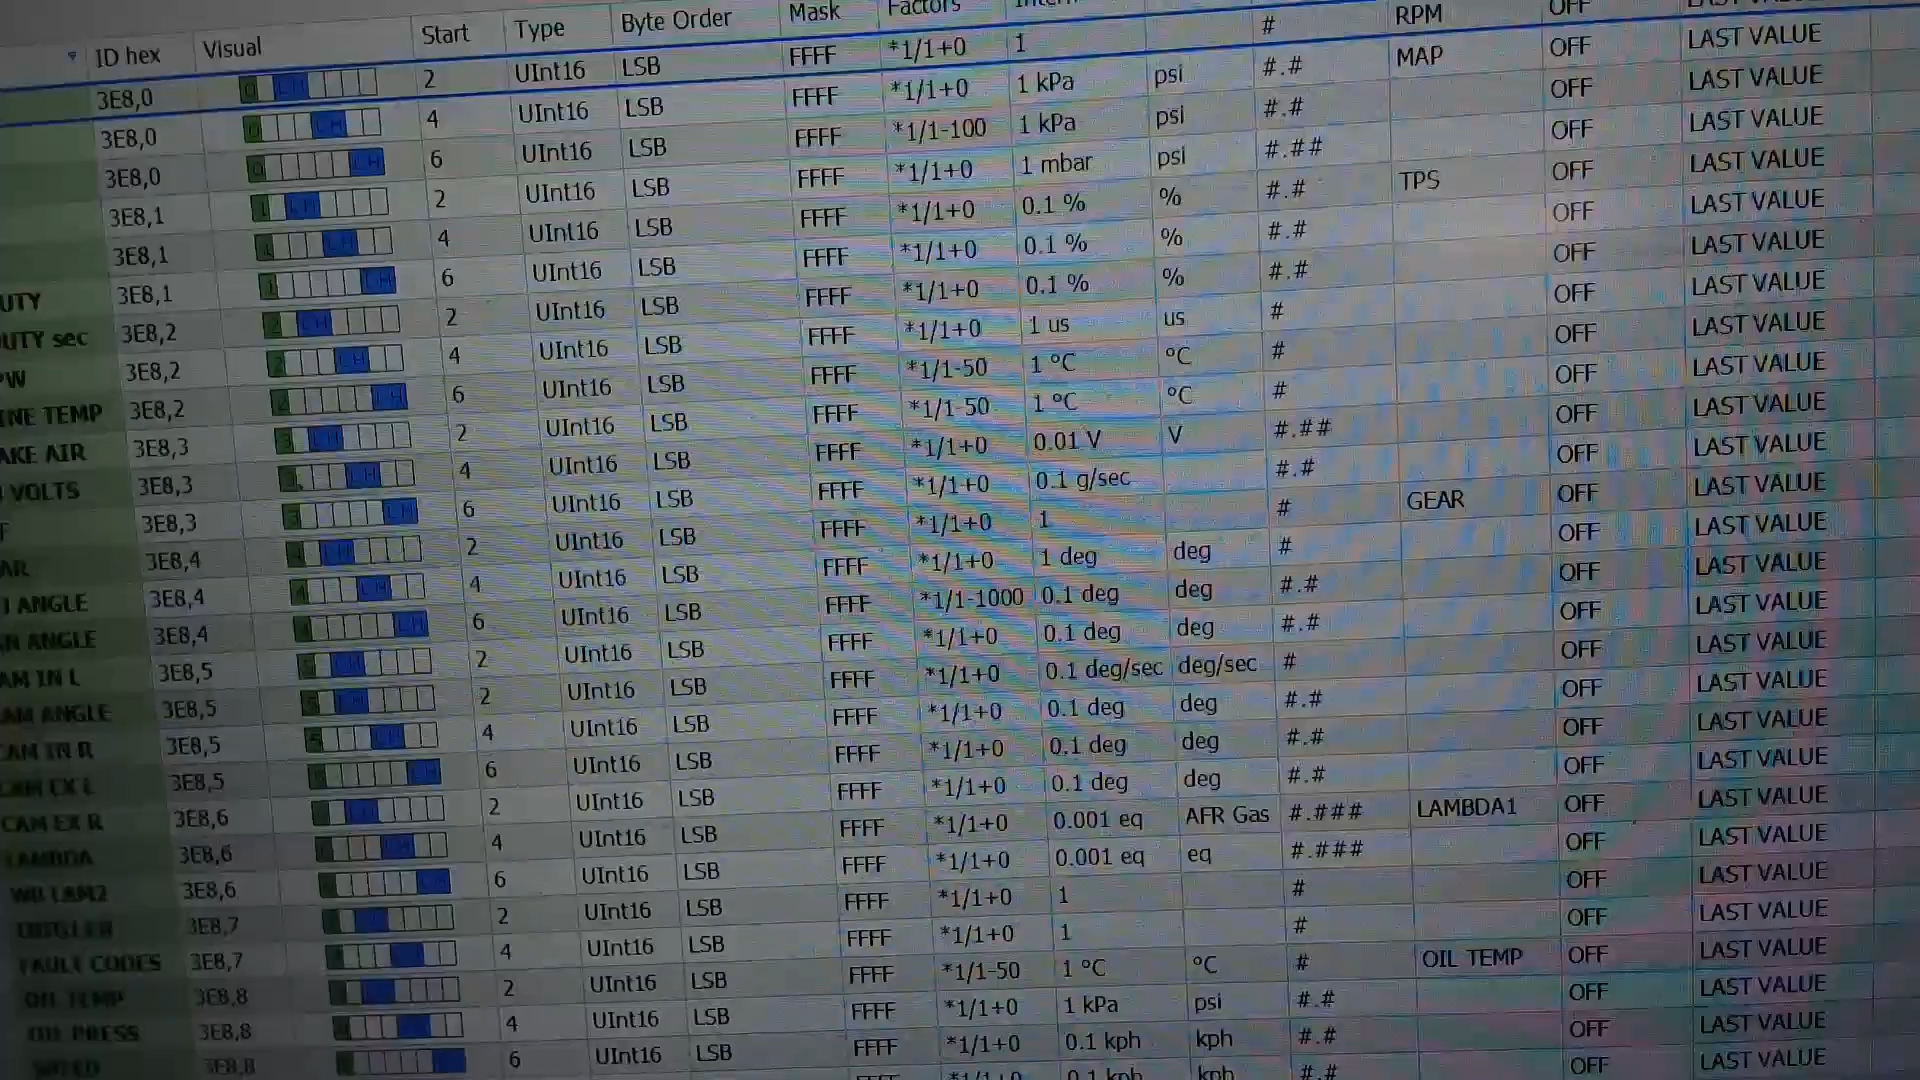 ID hex Visual Start Type Byte Order Mask Factors
3E8,0 2 UInt16 LSB FFFF *1/1+0 1 # RPM OFF LAST VALUE
3E8,0 4 UInt16 LSB FFFF *1/1+0 1 kPa psi #.# MAP OFF LAST VALUE
3E8,0 6 UInt16 LSB FFFF *1/1-100 1 kPa psi #.# OFF LAST VALUE
3E8,1 2 UInt16 LSB FFFF *1/1+0 1 mbar psi #.## OFF LAST VALUE
3E8,1 4 UInt16 LSB FFFF *1/1+0 0.1 % % #.# TPS OFF LAST VALUE
UTY 3E8,1 6 UInt16 LSB FFFF *1/1+0 0.1 % % #.# OFF LAST VALUE
UTY sec 3E8,2 2 UInt16 LSB FFFF *1/1+0 0.1 % % #.# OFF LAST VALUE
PW 3E8,2 4 UInt16 LSB FFFF *1/1+0 1 us us # OFF LAST VALUE
INE TEMP 3E8,2 6 UInt16 LSB FFFF *1/1-50 1 ºC ºC # OFF LAST VALUE
AKE AIR 3E8,3 2 UInt16 LSB FFFF *1/1-50 1 ºC ºC # OFF LAST VALUE
VOLTS 3E8,3 4 UInt16 LSB FFFF *1/1+0 0.01 V V #.## OFF LAST VALUE
F 3E8,3 6 UInt16 LSB FFFF *1/1+0 0.1 g/sec #.# OFF LAST VALUE
AR 3E8,4 2 UInt16 LSB FFFF *1/1+0 1 # GEAR OFF LAST VALUE
I ANGLE 3E8,4 4 UInt16 LSB FFFF *1/1+0 1 deg deg # OFF LAST VALUE
GN ANGLE 3E8,4 6 UInt16 LSB FFFF *1/1-1000 0.1 deg deg #.# OFF LAST VALUE
AM IN L 3E8,5 2 UInt16 LSB FFFF *1/1+0 0.1 deg deg #.# OFF LAST VALUE
AM ANGLE 3E8,5 2 UInt16 LSB FFFF *1/1+0 0.1 deg/sec deg/sec # OFF LAST VALUE
CAM IN R 3E8,5 4 UInt16 LSB FFFF *1/1+0 0.1 deg deg #.# OFF LAST VALUE
CAM EX L 3E8,5 6 UInt16 LSB FFFF *1/1+0 0.1 deg deg #.# OFF LAST VALUE
CAM EX R 3E8,6 2 UInt16 LSB FFFF *1/1+0 0.1 deg deg #.# OFF LAST VALUE
LAMBDA 3E8,6 4 UInt16 LSB FFFF *1/1+0 0.001 eq AFR Gas #.### LAMBDA1 OFF LAST VALUE
3E8,6 6 UInt16 LSB FFFF *1/1+0 0.001 eq eq #.### OFF LAST VALUE
3E8,7 2 UInt16 LSB FFFF *1/1+0 1 # OFF LAST VALUE
FAULT CODES 3E8,7 4 UInt16 LSB FFFF *1/1+0 1 # OFF LAST VALUE
OIL TEMP 3E8,8 2 UInt16 LSB FFFF *1/1-50 1 ºC ºC # OIL TEMP OFF LAST VALUE
OIL PRESS 3E8,8 4 UInt16 LSB FFFF *1/1+0 1 kPa psi #.# OFF LAST VALUE
SPEED 3E8,8 6 UInt16 LSB FFFF *1/1+0 0.1 kph kph #.# OFF LAST VALUE
*1/1+0 0.1 kph kph #.# OFF LAST VALUE